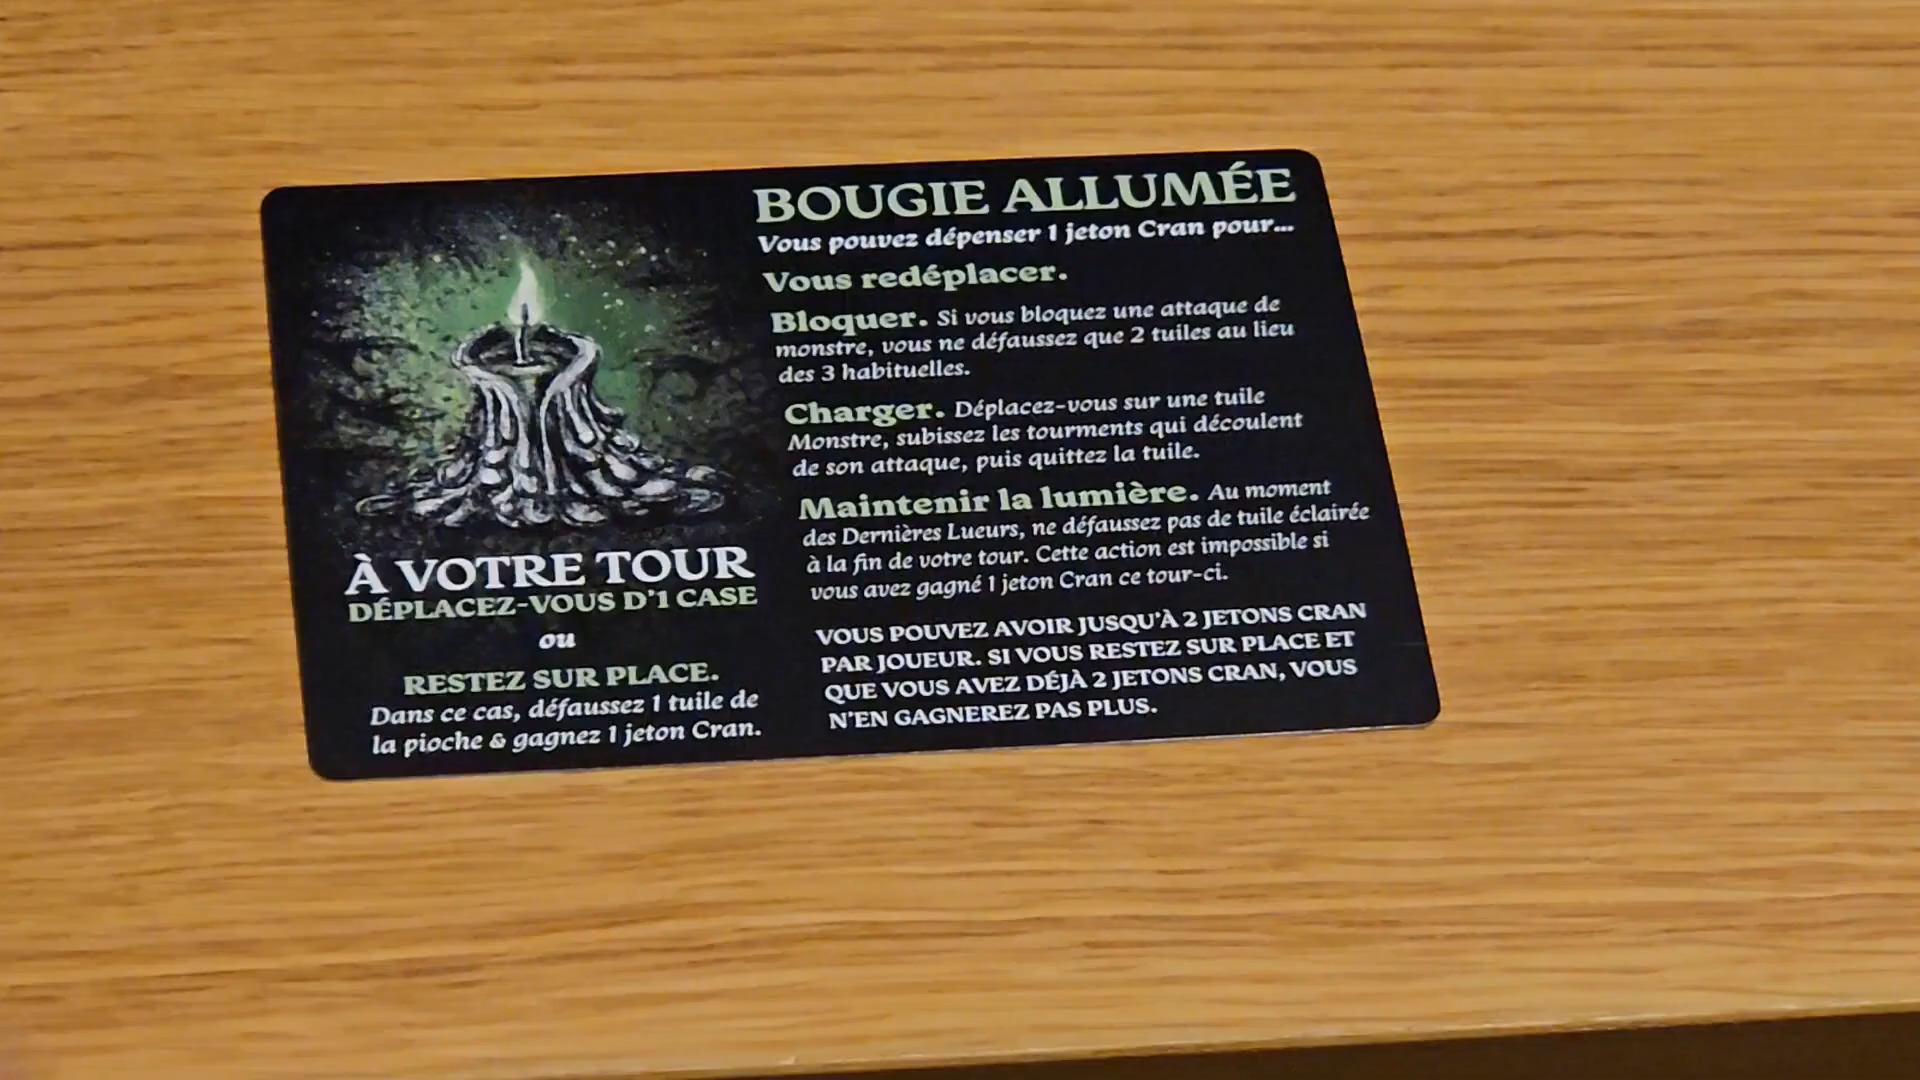 BOUGIE ALLUMÉE
Vous pouvez dépenser 1 jeton Cran pour...
Vous redéplacer.
Bloquer. Si vous bloquez une attaque de
monstre, vous ne défaussez que 2 tuiles au lieu
des 3 habituelles.
Charger. Déplacez-vous sur une tuile
Monstre, subissez les tourments qui découlent
de son attaque, puis quittez la tuile.
Maintenir la lumière. Au moment
des Dernières Lueurs, ne défaussez pas de tuile éclairée
à la fin de votre tour. Cette action est impossible si
vous avez gagné 1 jeton Cran ce tour-ci.
VOUS POUVEZ AVOIR JUSQU'À 2 JETONS CRAN
PAR JOUEUR. SI VOUS RESTEZ SUR PLACE ET
QUE VOUS AVEZ DÉJÀ 2 JETONS CRAN, VOUS
N'EN GAGNEREZ PAS PLUS.
À VOTRE TOUR
DÉPLACEZ-VOUS D'1 CASE
ou
RESTEZ SUR PLACE.
Dans ce cas, défaussez 1 tuile de
la pioche & gagnez 1 jeton Cran.